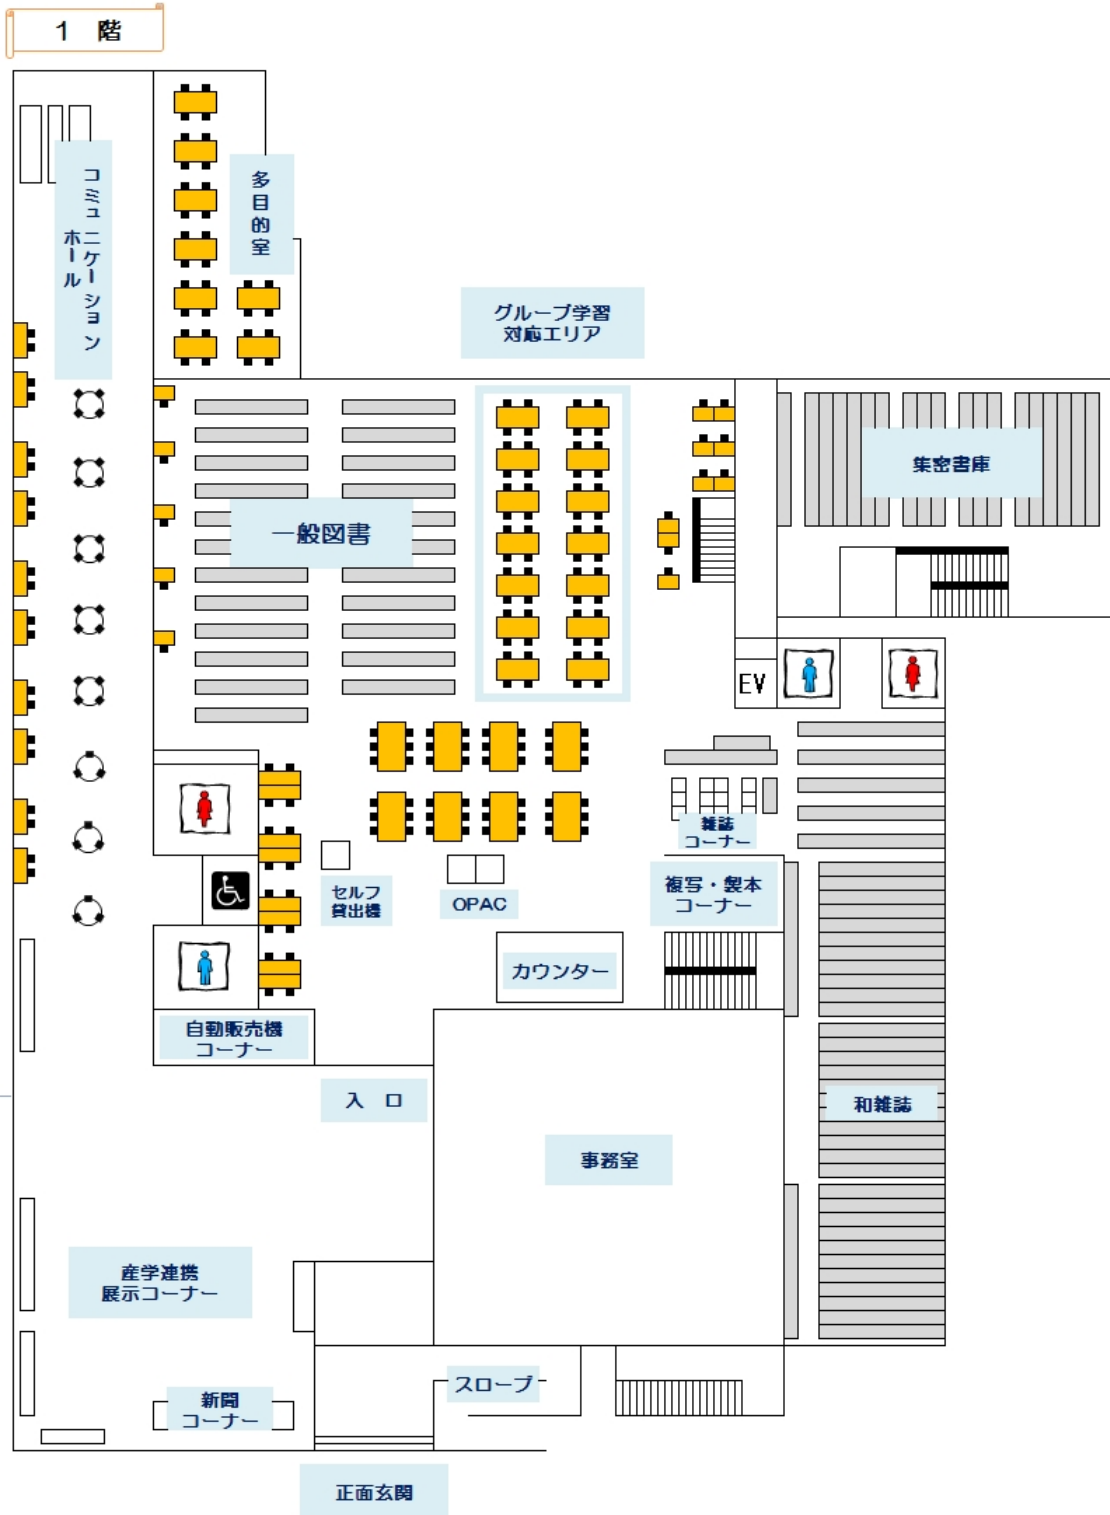 1 階
コミュニケーション
ホール
多目的室
グループ学習
対応エリア
集密書庫
一般図書
EV
雑誌
コーナー
セルフ
貸出機
OPAC
複写・製本
コーナー
カウンター
自動販売機
コーナー
入 口
和雑誌
事務室
産学連携
展示コーナー
スロープ
新聞
コーナー
正面玄関